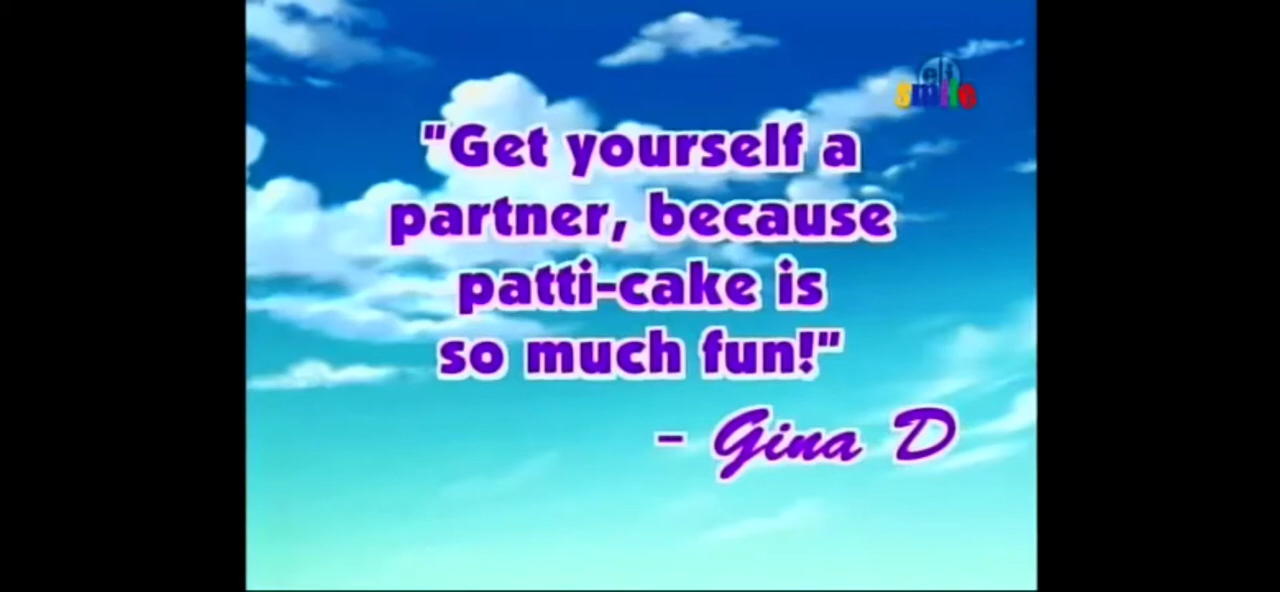 smile
"Get yourself a
partner, because
patti-cake is
so much fun!"
- Gina D